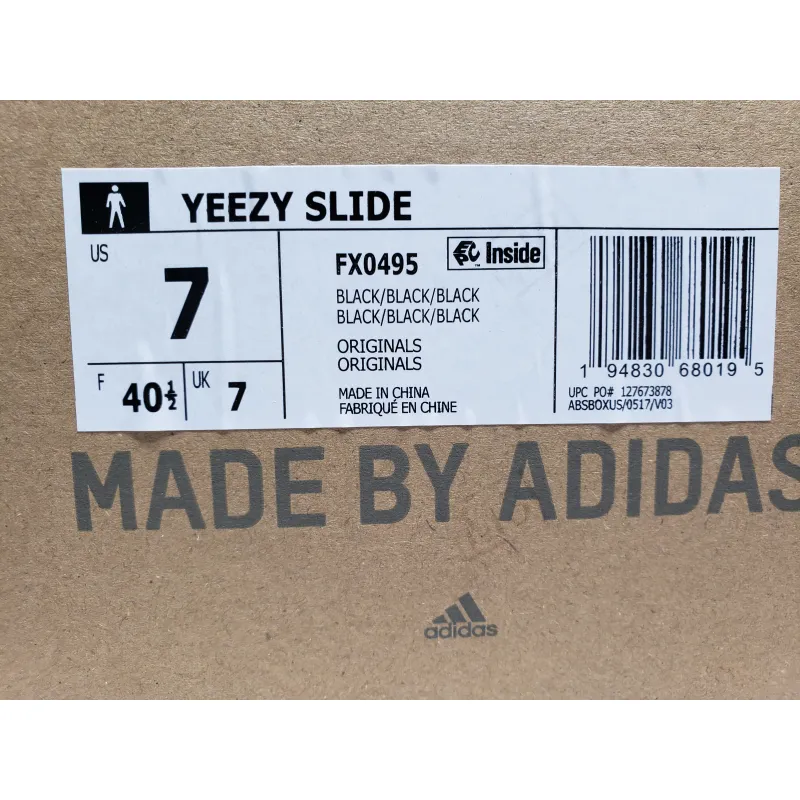 YEEZY SLIDE
US
7
F 40½
UK 7
FX0495
EC™ Inside
BLACK/BLACK/BLACK
BLACK/BLACK/BLACK
ORIGINALS
ORIGINALS
MADE IN CHINA
FABRIQUÉ EN CHINE
1 94830 68019 5
UPC PO# 127673878
ABSBOXUS/0517/V03
MADE BY ADIDAS
adidas